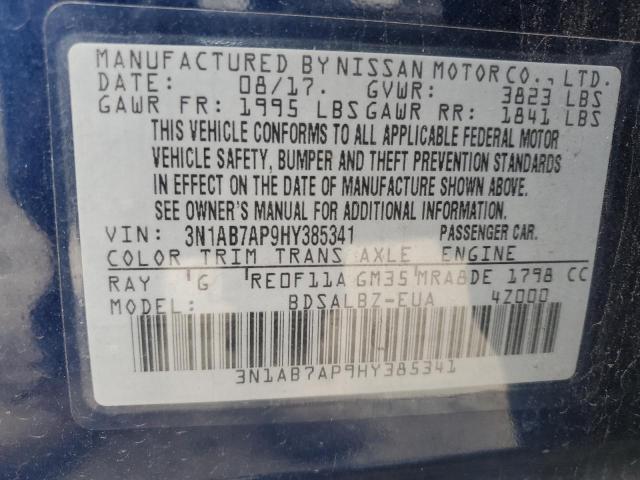 MANUFACTURED BY NISSAN MOTOR CO., LTD.
DATE: 08/17. GVWR: 3823 LBS
GAWR FR: 1995 LBS GAWR RR: 1841 LBS
THIS VEHICLE CONFORMS TO ALL APPLICABLE FEDERAL MOTOR
VEHICLE SAFETY, BUMPER AND THEFT PREVENTION STANDARDS
IN EFFECT ON THE DATE OF MANUFACTURE SHOWN ABOVE.
SEE OWNER'S MANUAL FOR ADDITIONAL INFORMATION.
VIN: 3N1AB7AP9HY385341 PASSENGER CAR.
COLOR TRIM TRANS AXLE ENGINE
RAY G RE0F11A GM35 MRA8DE 1798 CC
MODEL: BDSALBZ-EUA 4Z000
3N1AB7AP9HY385341